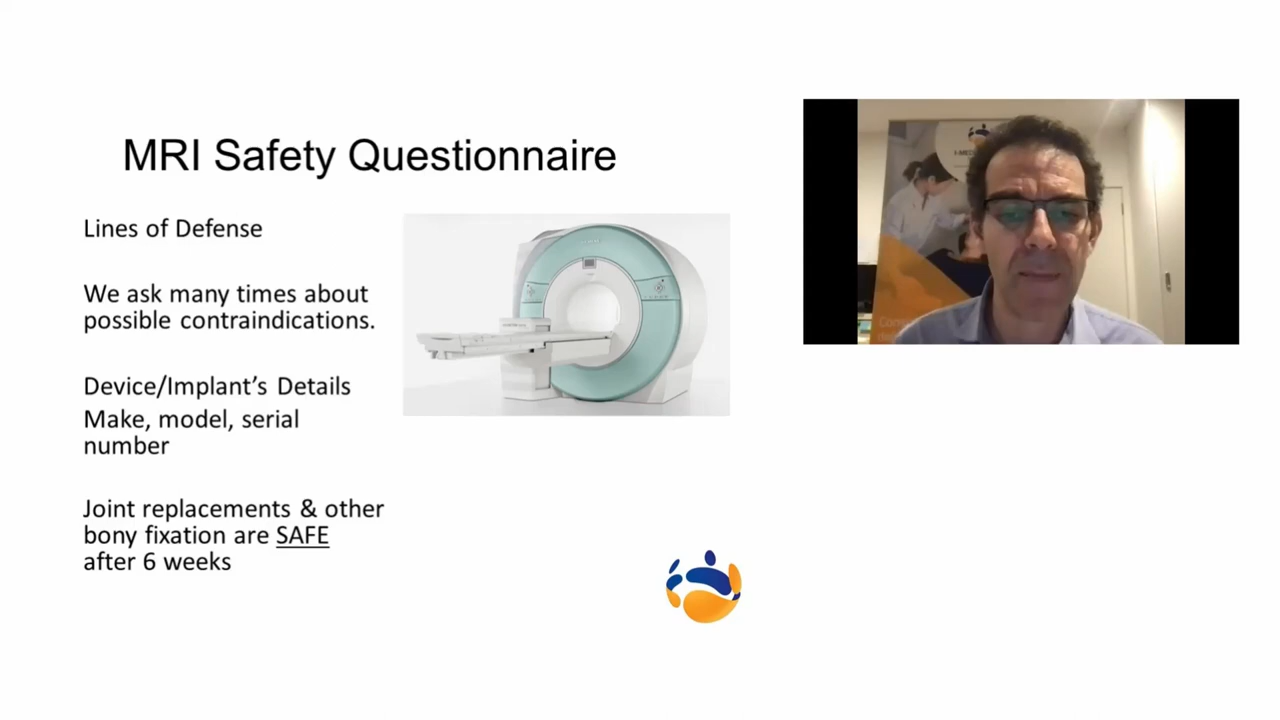 MRI Safety Questionnaire
Lines of Defense
We ask many times about
possible contraindications.
Device/Implant's Details
Make, model, serial
number
Joint replacements & other
bony fixation are SAFE
after 6 weeks
I-MED